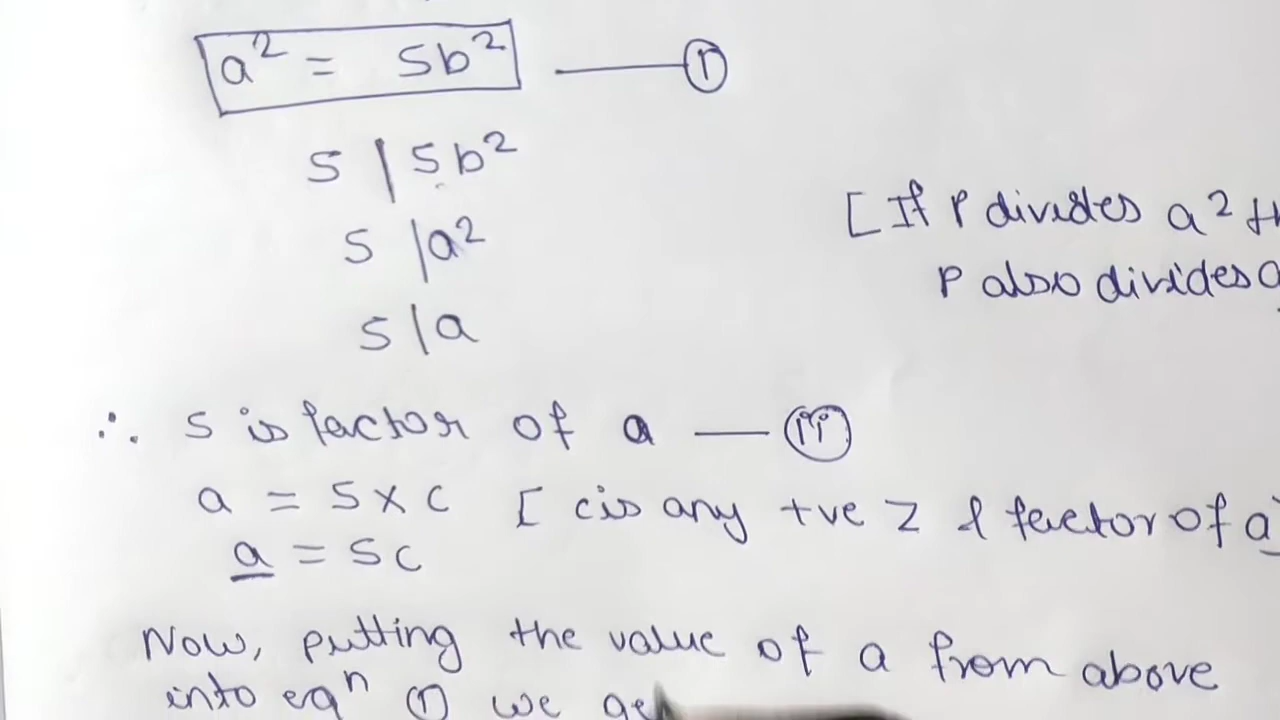 a² = 5b² — (i)
5 | 5b²
5 | a²
[If P divides a²
5 | a
P also divides
∴ 5 is factor of a — (ii)
a = 5 × c [ c is any +ve Z & factor of a]
a = 5c
Now, putting the value of a from above
into eqⁿ (i) we